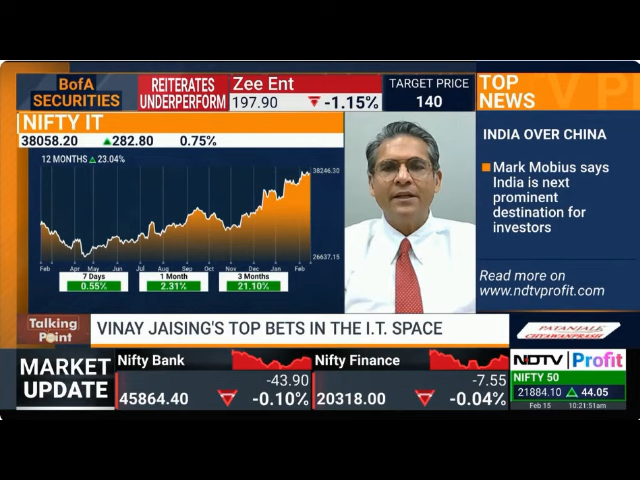 BofA
SECURITIES
REITERATES
UNDERPERFORM
Zee Ent
197.90 -1.15%
TARGET PRICE
140
TOP
NEWS
NIFTY IT
38058.20 282.80 0.75%
12 MONTHS 23.04%
38246.30
26637.15
Feb Apr May Jun Jul Aug Sep Oct Nov Dec Jan Feb
7 Days
0.55%
1 Month
2.31%
3 Months
21.10%
INDIA OVER CHINA
Mark Mobius says
India is next
prominent
destination for
investors
Read more on
www.ndtvprofit.com
Talking
Point
VINAY JAISING'S TOP BETS IN THE I.T. SPACE
PATANJALI
CHYAWANPRASH
MARKET
UPDATE
Nifty Bank
-43.90
45864.40 -0.10%
Nifty Finance
-7.55
20318.00 -0.04%
NDTV Profit
NIFTY 50
21884.10 44.05
Feb 15 10:21:51am